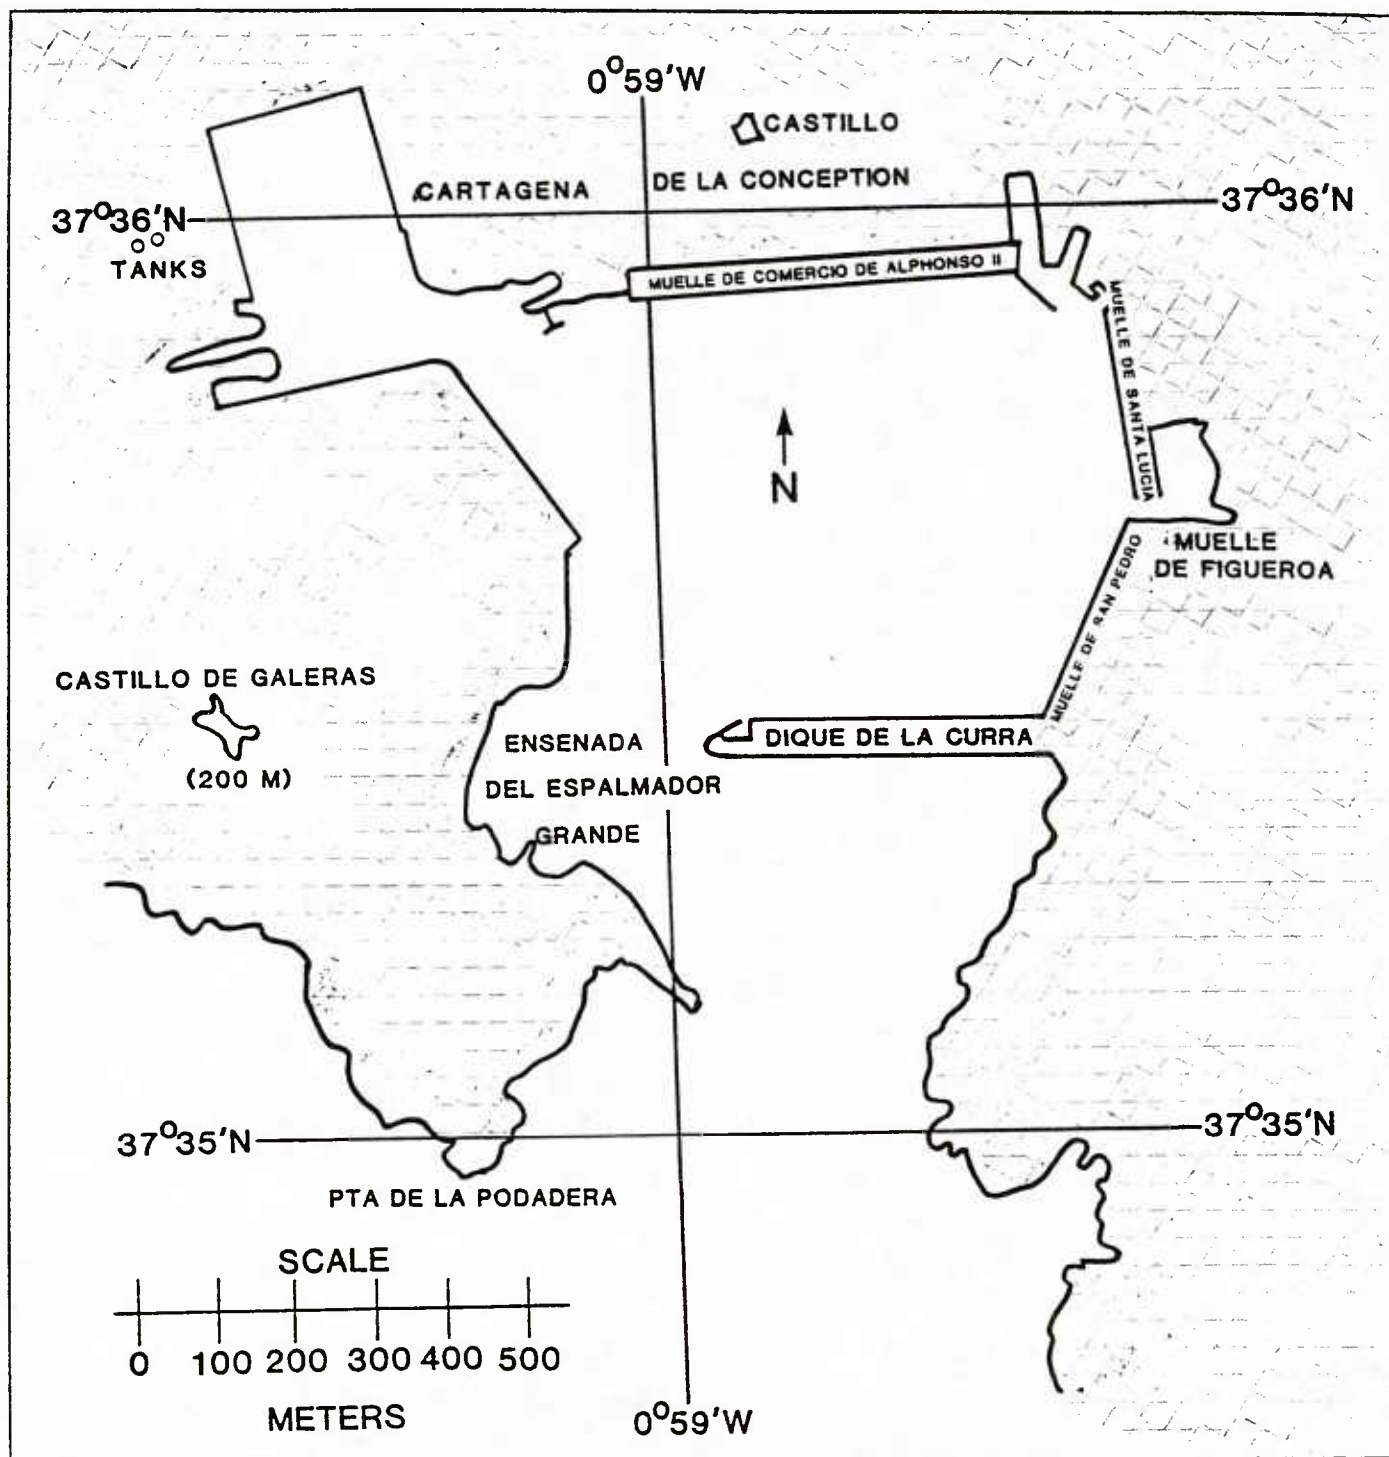 0°59'W
CASTILLO
DE LA CONCEPTION
CARTAGENA
37°36'N
37°36'N
TANKS
MUELLE DE COMERCIO DE ALPHONSO II
MUELLE DE SANTA LUCIA
N
MUELLE
DE FIGUEROA
MUELLE DE SAN PEDRO
CASTILLO DE GALERAS
(200 M)
ENSENADA
DEL ESPALMADOR
GRANDE
DIQUE DE LA CURRA
37°35'N
37°35'N
PTA DE LA PODADERA
SCALE
0 100 200 300 400 500
METERS
0°59'W